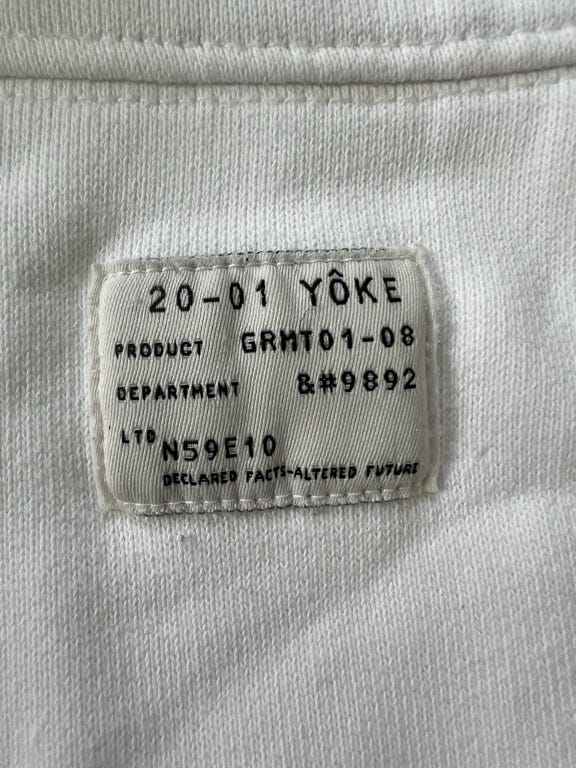 20-01 YÔKE
PRODUCT GRMT01-08
DEPARTMENT &#9892
LTD N59E10
DECLARED FACTS-ALTERED FUTURE